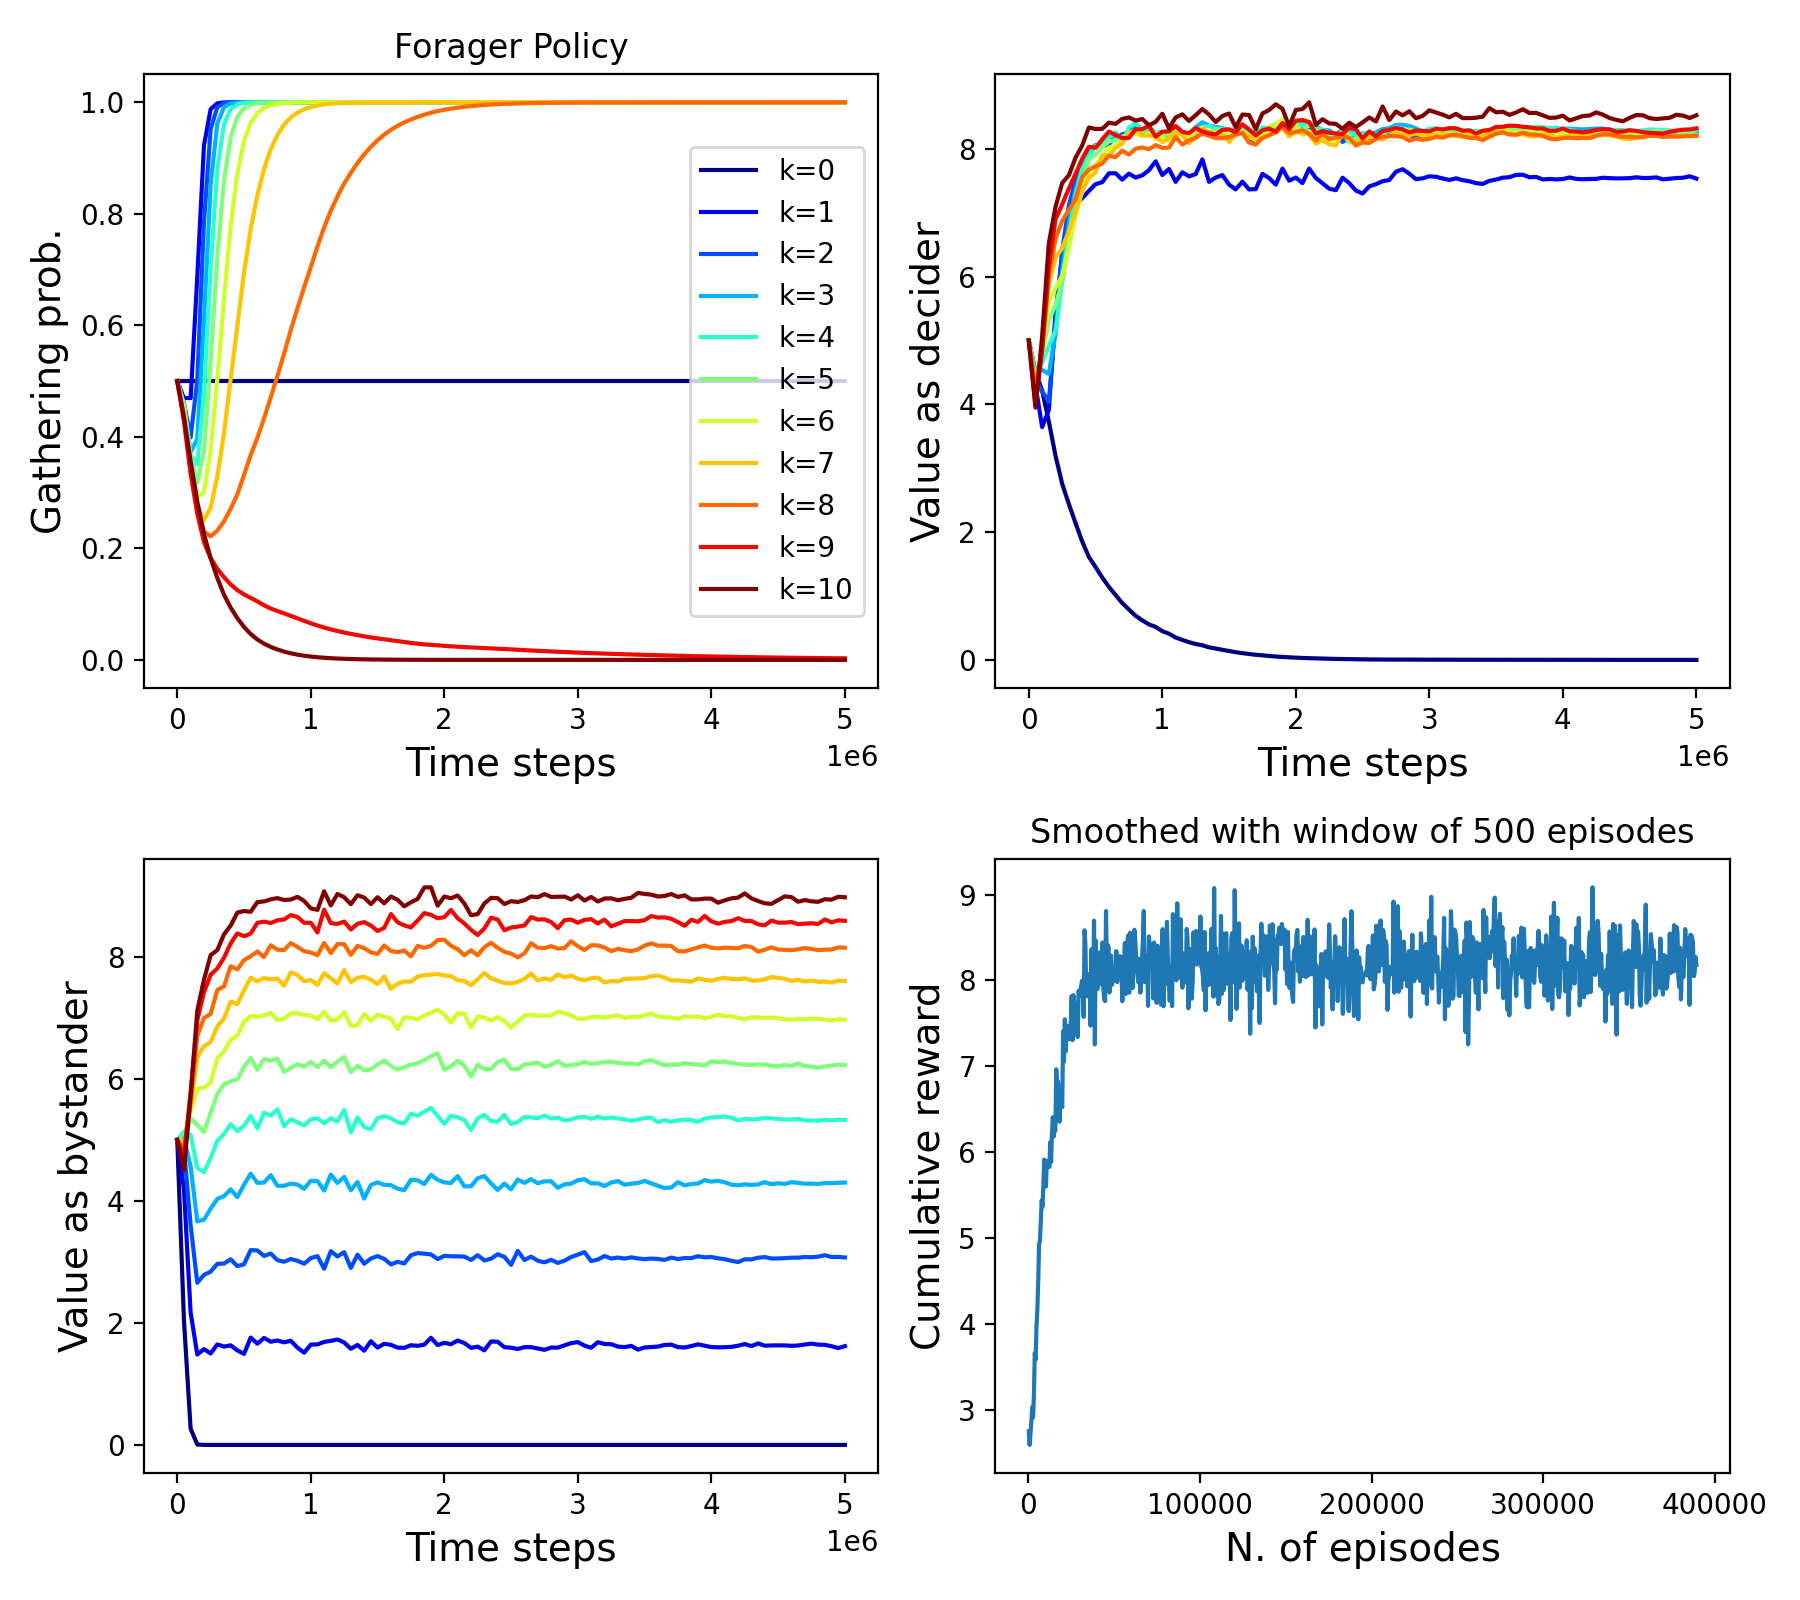 Forager Policy
Gathering prob.
1.0
0.8
0.6
0.4
0.2
0.0
k=0
k=1
k=2
k=3
k=4
k=5
k=6
k=7
k=8
k=9
k=10
0 1 2 3 4 5
1e6
Time steps
Value as decider
8
6
4
2
0
0 1 2 3 4 5
1e6
Time steps
Value as bystander
8
6
4
2
0
0 1 2 3 4 5
1e6
Time steps
Smoothed with window of 500 episodes
Cumulative reward
9
8
7
6
5
4
3
0 100000 200000 300000 400000
N. of episodes